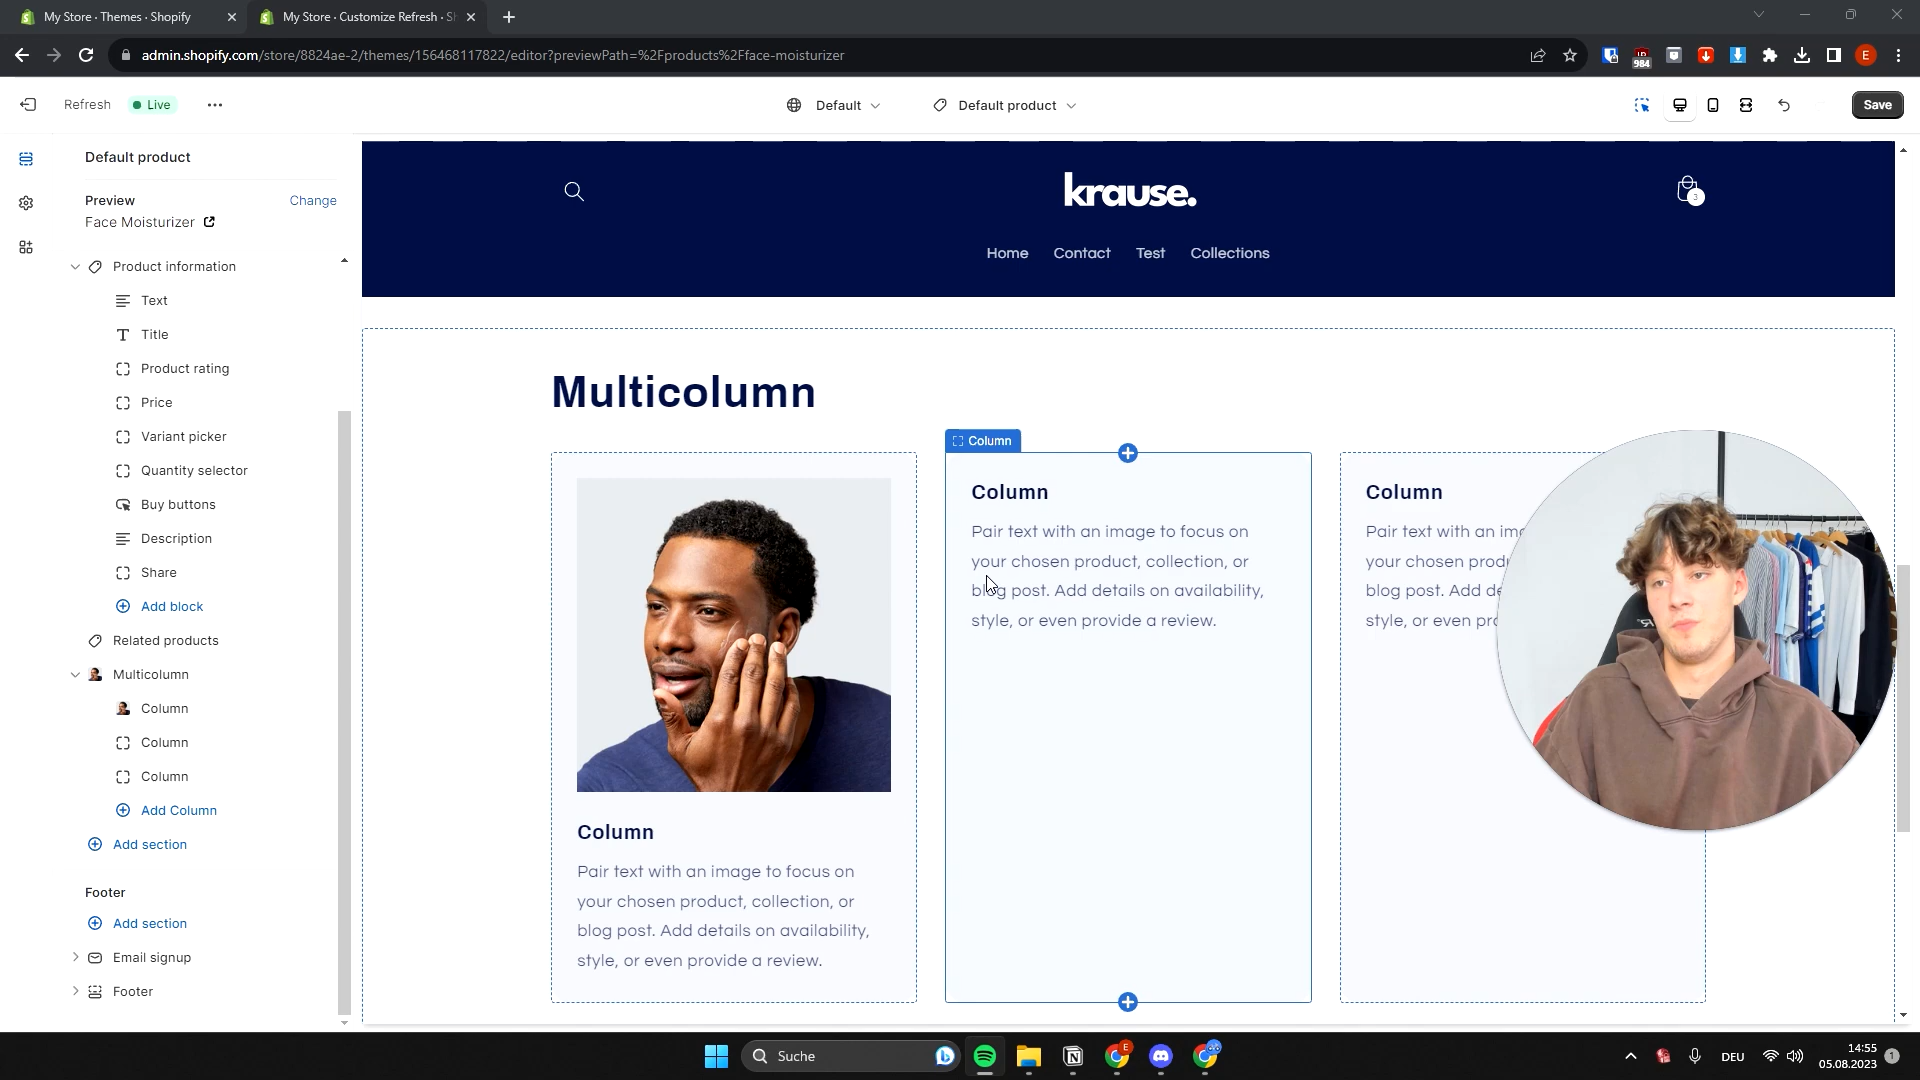 My Store · Themes · Shopify
My Store · Customize Refresh · Sh
admin.shopify.com/store/8824ae-2/themes/156468117822/editor?previewPath=%2Fproducts%2Fface-moisturizer
984
E
Refresh
Live
Default
Default product
Save
Default product
Preview
Change
Face Moisturizer
Product information
Text
Title
Product rating
Price
Variant picker
Quantity selector
Buy buttons
Description
Share
Add block
Related products
Multicolumn
Column
Column
Column
Add Column
Add section
Footer
Add section
Email signup
Footer
krause.
3
Home
Contact
Test
Collections
Multicolumn
Column
Column
Pair text with an image to focus on
your chosen product, collection, or
blog post. Add details on availability,
style, or even provide a review.
Column
Pair text with an image to focus on
your chosen product, collection, or
blog post. Add details on availability,
style, or even provide a review.
Column
Pair text with an
your chosen
blog post. Add
style, or even
Suche
E
DEU
14:55
05.08.2023
1